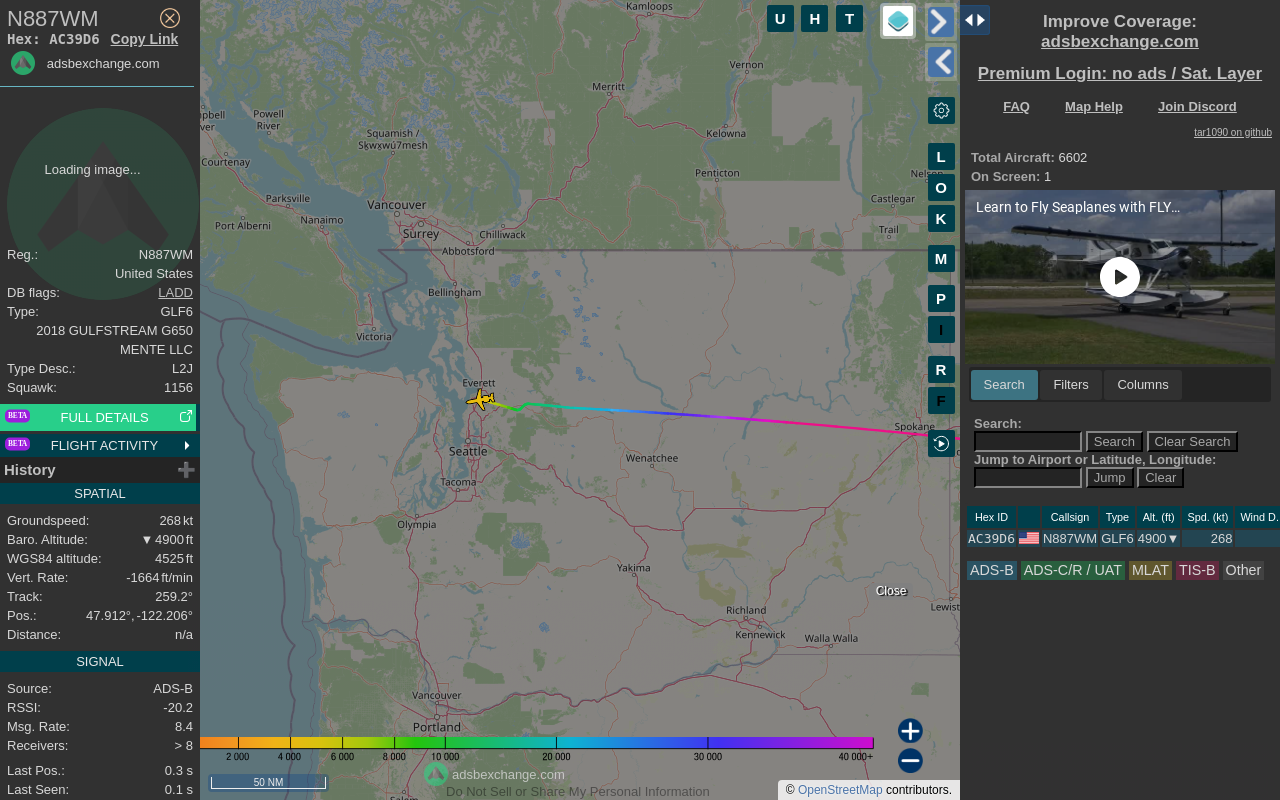 N887WM
Hex: AC39D6 Copy Link
adsbexchange.com
Loading image...
Reg.: N887WM
United States
DB flags: LADD
Type: GLF6
2018 GULFSTREAM G650
MENTE LLC
Type Desc.: L2J
Squawk: 1156
BETA FULL DETAILS
BETA FLIGHT ACTIVITY
History
SPATIAL
Groundspeed: 268 kt
Baro. Altitude: ▼ 4900 ft
WGS84 altitude: 4525 ft
Vert. Rate: -1664 ft/min
Track: 259.2°
Pos.: 47.912°, -122.206°
Distance: n/a
SIGNAL
Source: ADS-B
RSSI: -20.2
Msg. Rate: 8.4
Receivers: > 8
Last Pos.: 0.3 s
Last Seen: 0.1 s
U H T
L
O
K
M
P
I
R
F
Kamloops
Vernon
Merritt
Powell
River
Squamish /
Sḵwx̱wú7mesh
Kelowna
Courtenay
Penticton
Parksville
Nanaimo
Vancouver
Castlegar
Port Alberni
Surrey
Chilliwack
Trail
Abbotsford
Bellingham
Victoria
Everett
Spokane
Seattle
Wenatchee
Tacoma
Olympia
Yakima
Close
Richland
Kennewick
Walla Walla
Vancouver
Portland
2 000 4 000 6 000 8 000 10 000 20 000 30 000 40 000+
adsbexchange.com
50 NM
Do Not Sell or Share My Personal Information
© OpenStreetMap contributors.
Improve Coverage:
adsbexchange.com
Premium Login: no ads / Sat. Layer
FAQ Map Help Join Discord
tar1090 on github
Total Aircraft: 6602
On Screen: 1
Learn to Fly Seaplanes with FLY...
Search Filters Columns
Search:
Search Clear Search
Jump to Airport or Latitude, Longitude:
Jump Clear
Hex ID Callsign Type Alt. (ft) Spd. (kt) Wind D.
AC39D6 N887WM GLF6 4900▼ 268
ADS-B ADS-C/R / UAT MLAT TIS-B Other